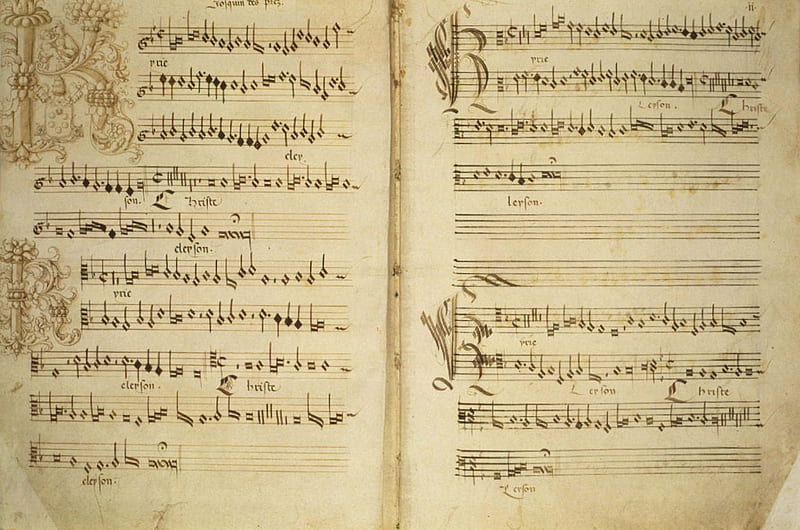 Josquin des prez.
yrie
eley
son. Christe
eleyson.
yrie
eleyson. Christe
eleyson.
ii.
yrie
Leyson. Christe
leyson.
yrie
Leyson Christe
Leyson